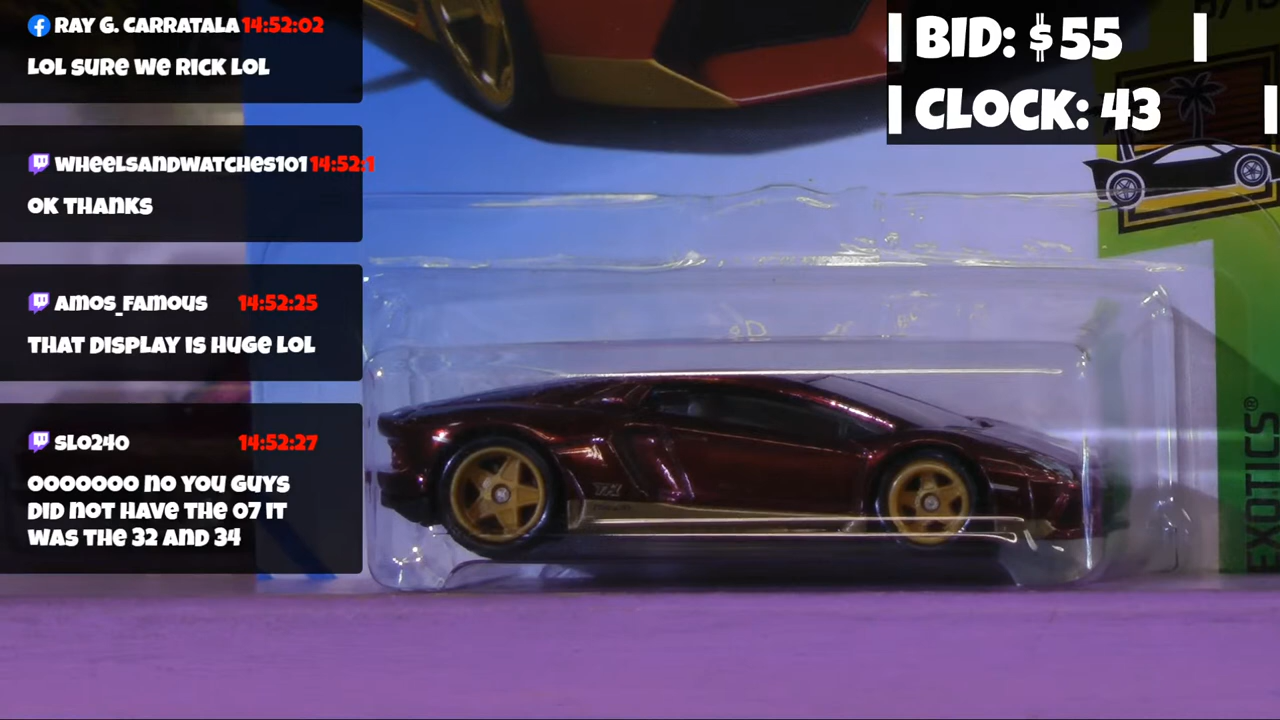 RAY G. CARRATALA 14:52:02
LOL SURE WE RICK LOL
WHEELSANDWATCHES101 14:52:1
OK THANKS
AMOS_FAMOUS 14:52:25
THAT DISPLAY IS HUGE LOL
SLO240 14:52:27
OOOOOOO NO YOU GUYS
DID NOT HAVE THE 07 IT
WAS THE 32 AND 34
| BID: $55 |
| CLOCK: 43 |
EXOTICS®